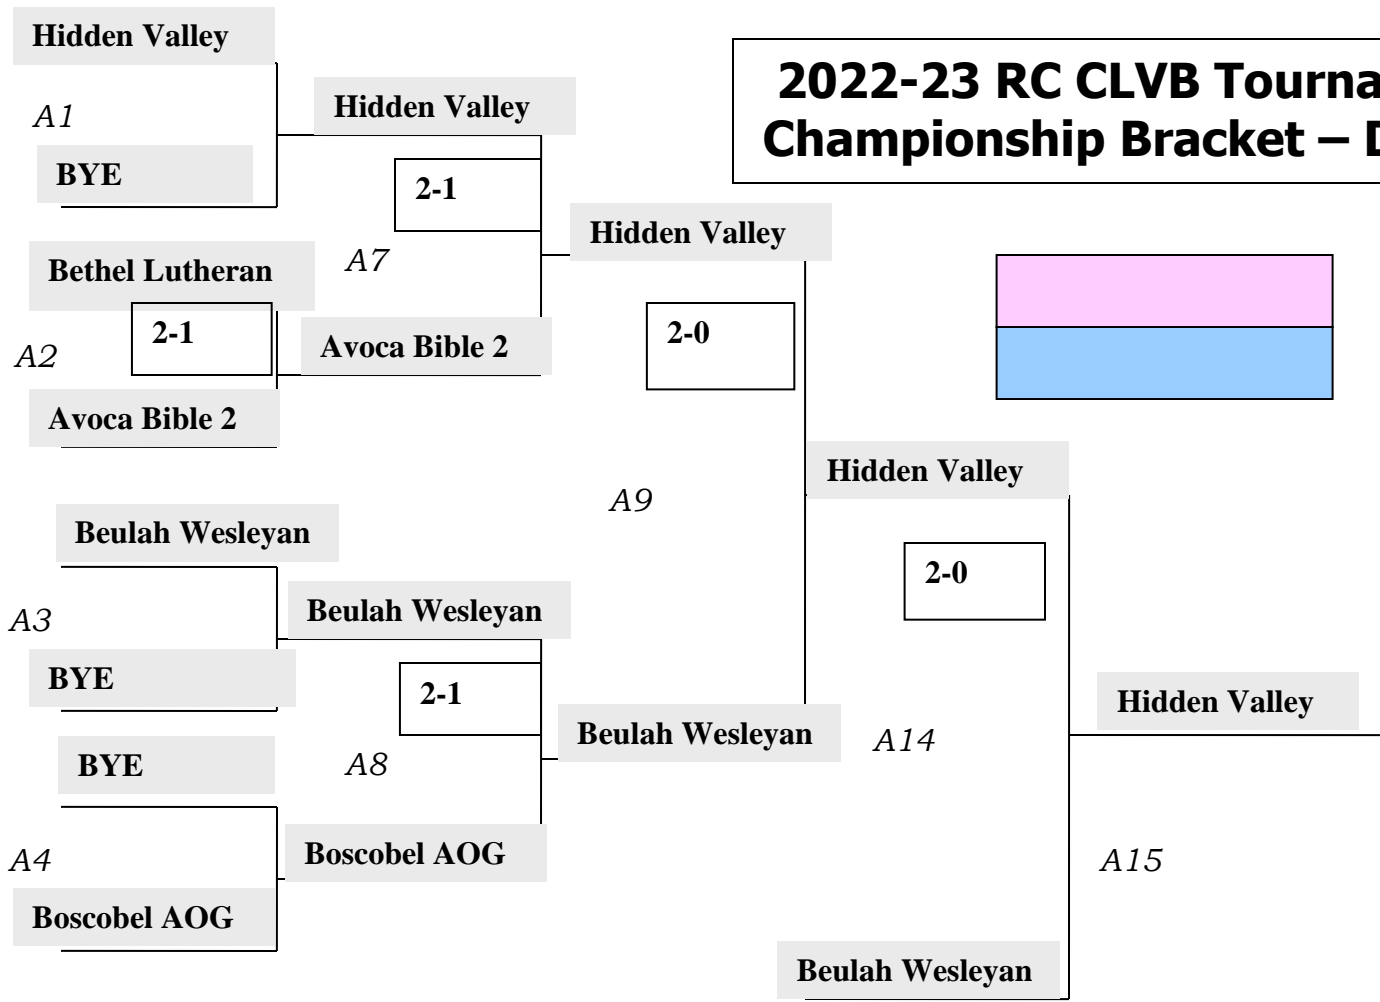 Hidden Valley
2022-23 RC CLVB Tourna
Championship Bracket – D
A1
Hidden Valley
BYE
2-1
Hidden Valley
Bethel Lutheran
A7
2-1
A2
Avoca Bible 2
2-0
Avoca Bible 2
Hidden Valley
A9
Beulah Wesleyan
2-0
A3
Beulah Wesleyan
BYE
2-1
Hidden Valley
Beulah Wesleyan
A14
BYE
A8
A4
Boscobel AOG
A15
Boscobel AOG
Beulah Wesleyan